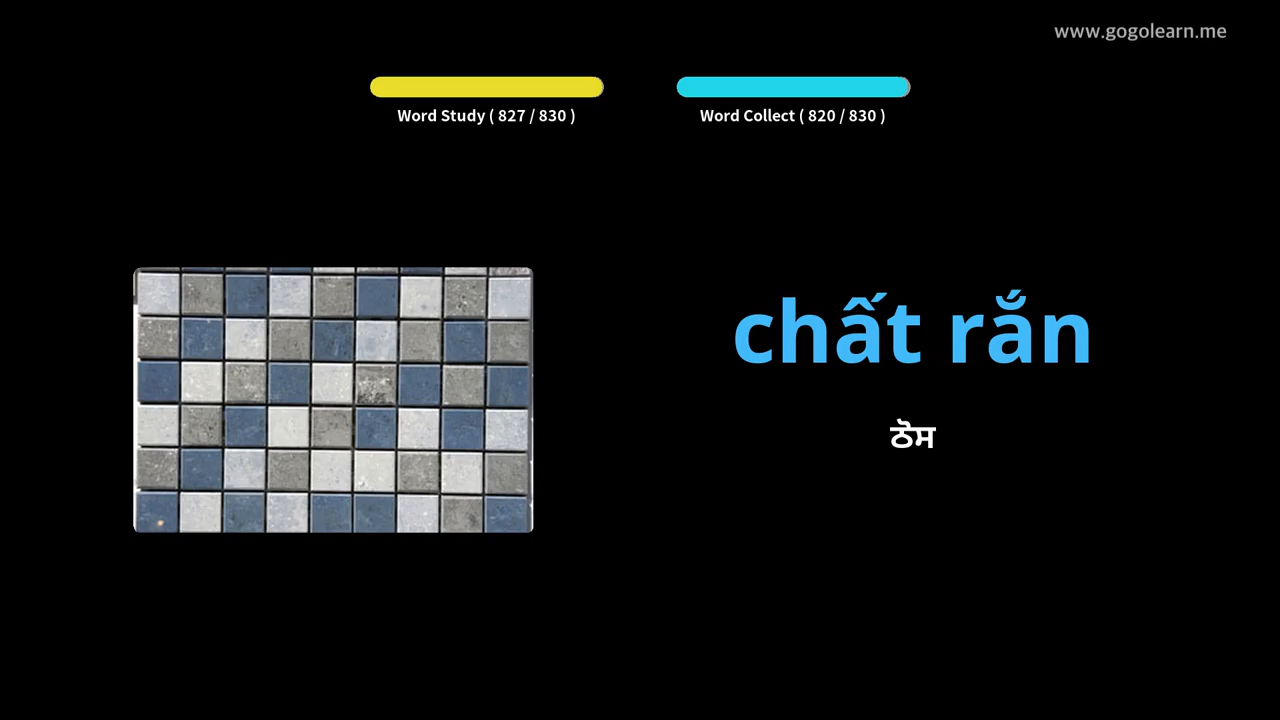 www.gogolearn.me
Word Study ( 827 / 830 )
Word Collect ( 820 / 830 )
chất rắn
ਠੋਸ